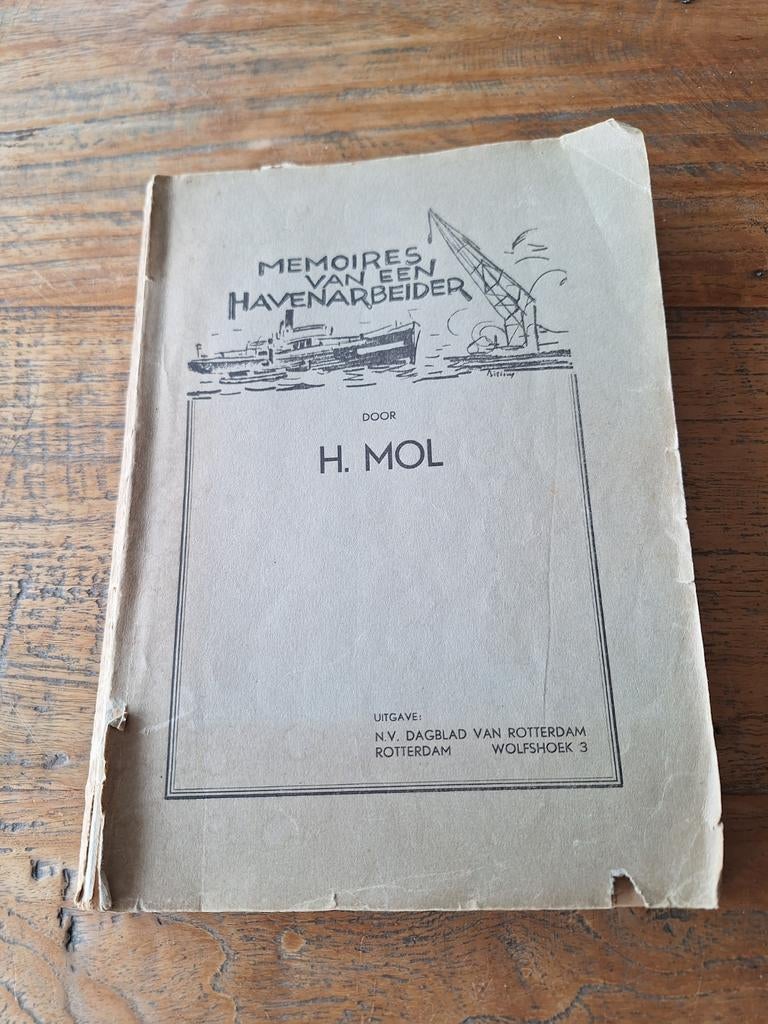 MEMOIRES
VAN EEN
HAVENARBEIDER
DOOR
H. MOL
UITGAVE:
N.V. DAGBLAD VAN ROTTERDAM
ROTTERDAM WOLFSHOEK 3